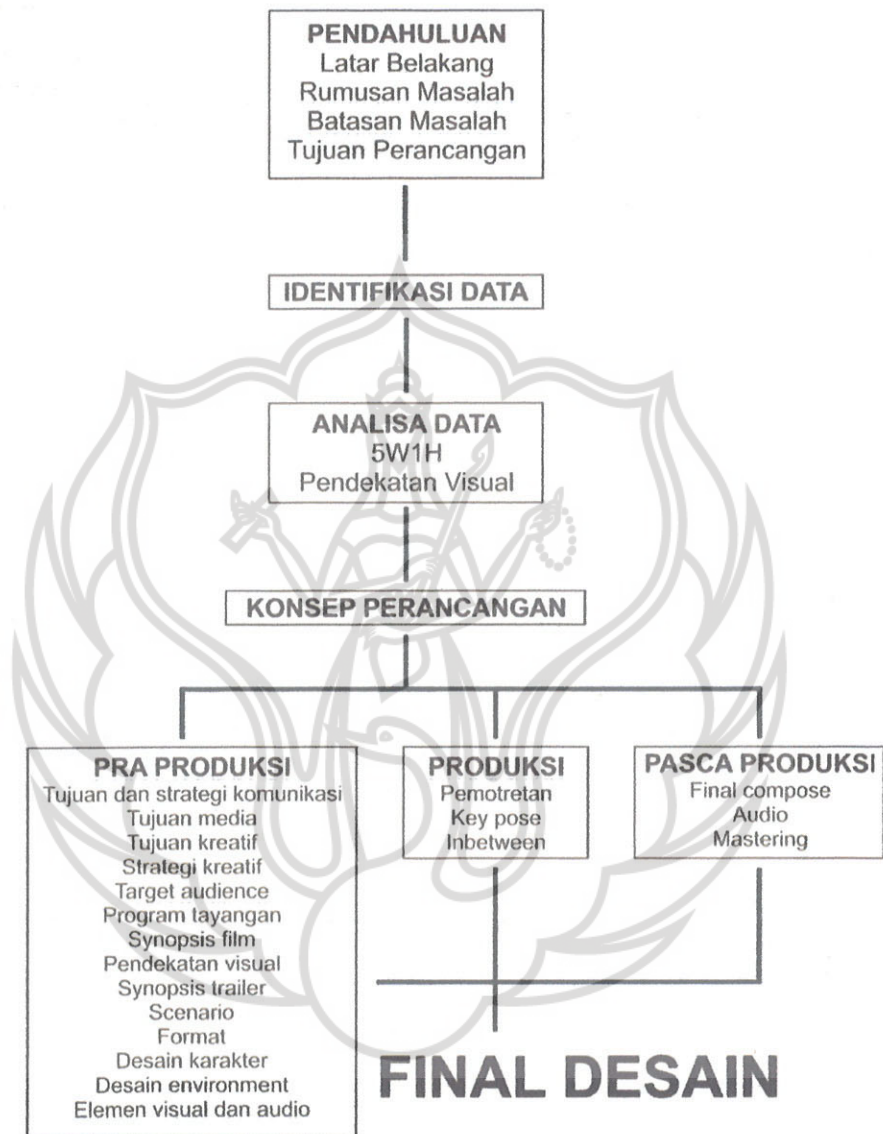 PENDAHULUAN
Latar Belakang
Rumusan Masalah
Batasan Masalah
Tujuan Perancangan
IDENTIFIKASI DATA
ANALISA DATA
5W1H
Pendekatan Visual
KONSEP PERANCANGAN
PRA PRODUKSI
Tujuan dan strategi komunikasi
Tujuan media
Tujuan kreatif
Strategi kreatif
Target audience
Program tayangan
Synopsis film
Pendekatan visual
Synopsis trailer
Scenario
Format
Desain karakter
Desain environment
Elemen visual dan audio
PRODUKSI
Pemotretan
Key pose
Inbetween
PASCA PRODUKSI
Final compose
Audio
Mastering
FINAL DESAIN